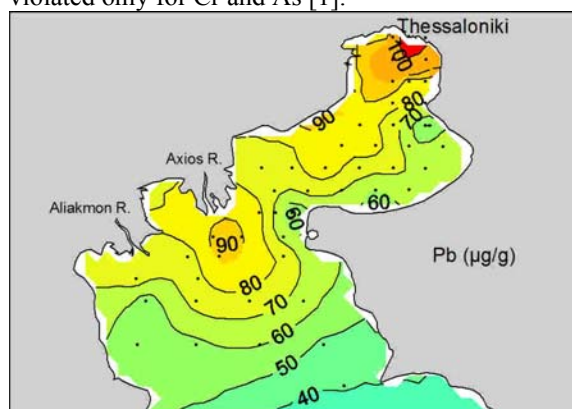 violated only for Cr and As [1].
Thessaloniki
100
80
90
70
Axios R.
60
Aliakmon R.
60
90
Pb (µg/g)
80
70
60
50
40